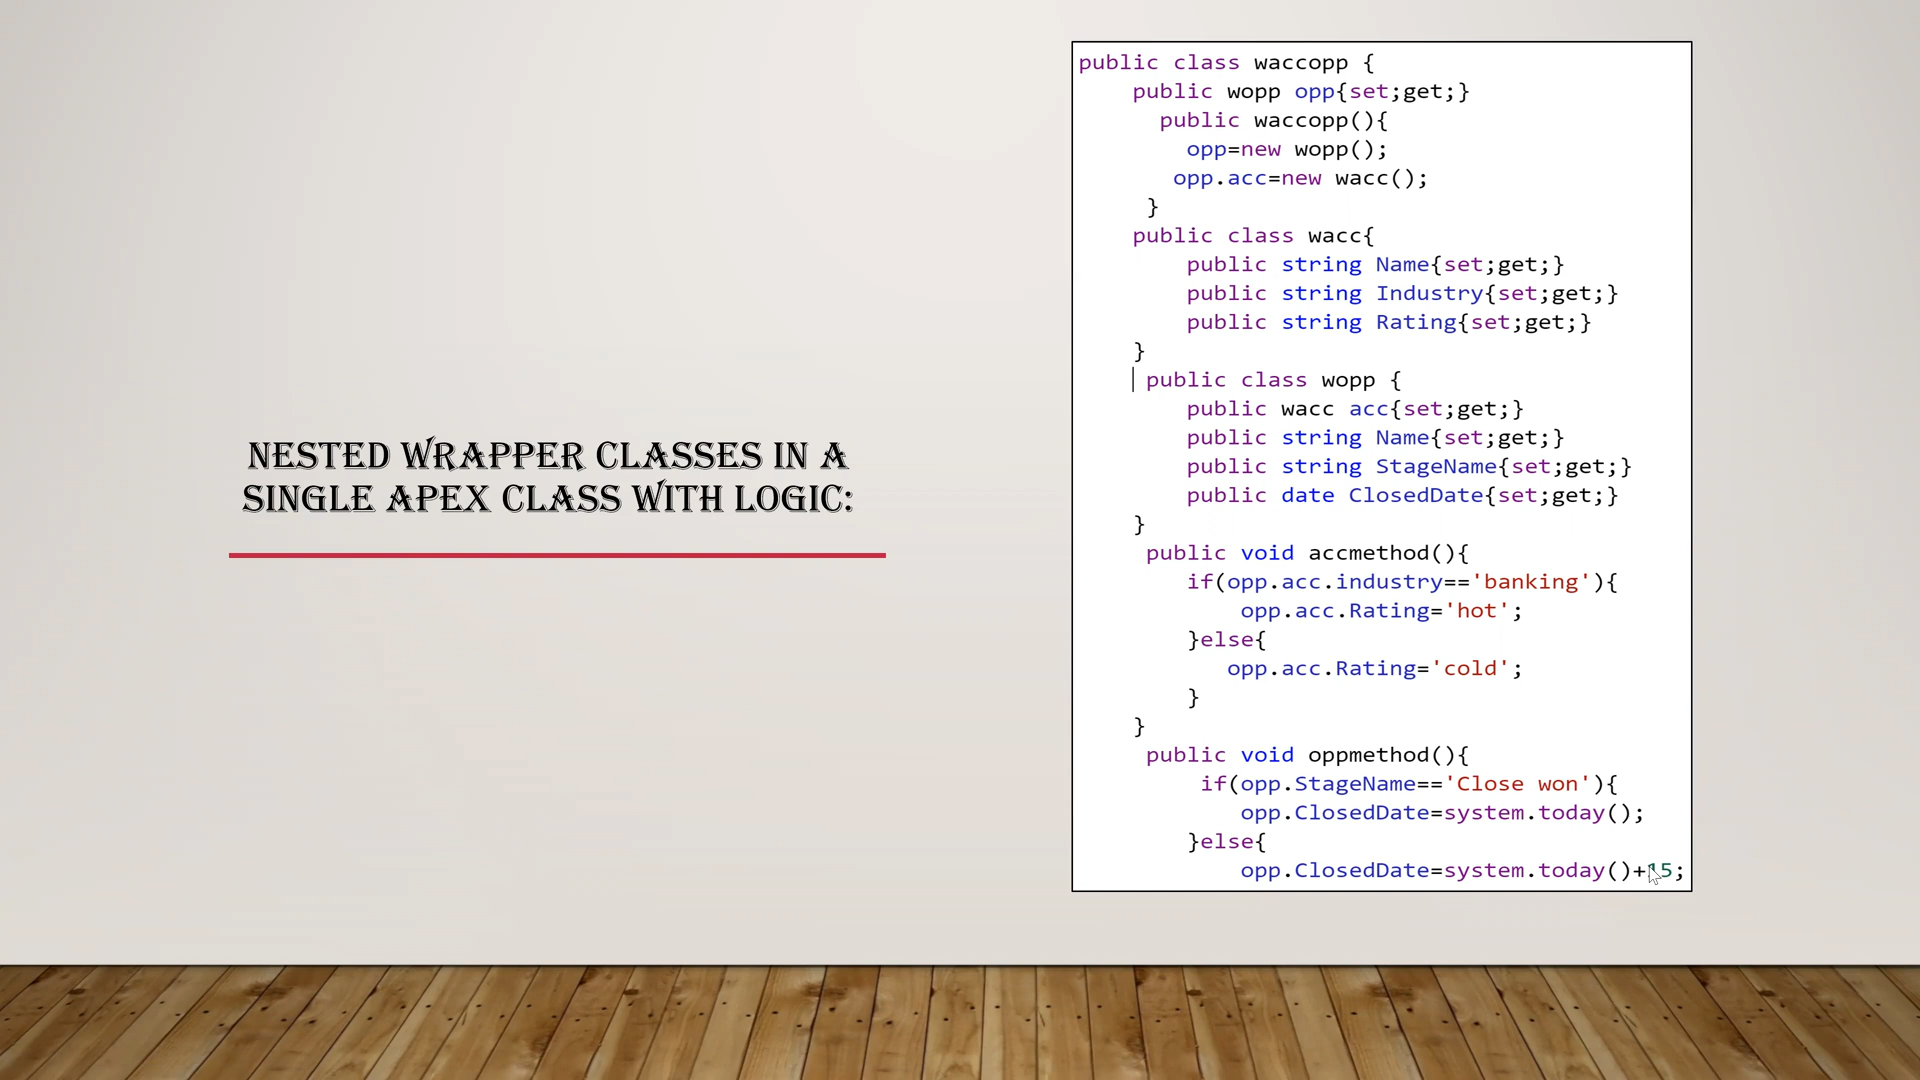 NESTED WRAPPER CLASSES IN A
SINGLE APEX CLASS WITH LOGIC:
public class waccopp {
public wopp opp{set;get;}
public waccopp(){
opp=new wopp();
opp.acc=new wacc();
}
public class wacc{
public string Name{set;get;}
public string Industry{set;get;}
public string Rating{set;get;}
}
public class wopp {
public wacc acc{set;get;}
public string Name{set;get;}
public string StageName{set;get;}
public date ClosedDate{set;get;}
}
public void accmethod(){
if(opp.acc.industry=='banking'){
opp.acc.Rating='hot';
}else{
opp.acc.Rating='cold';
}
}
public void oppmethod(){
if(opp.StageName=='Close won'){
opp.ClosedDate=system.today();
}else{
opp.ClosedDate=system.today()+15;